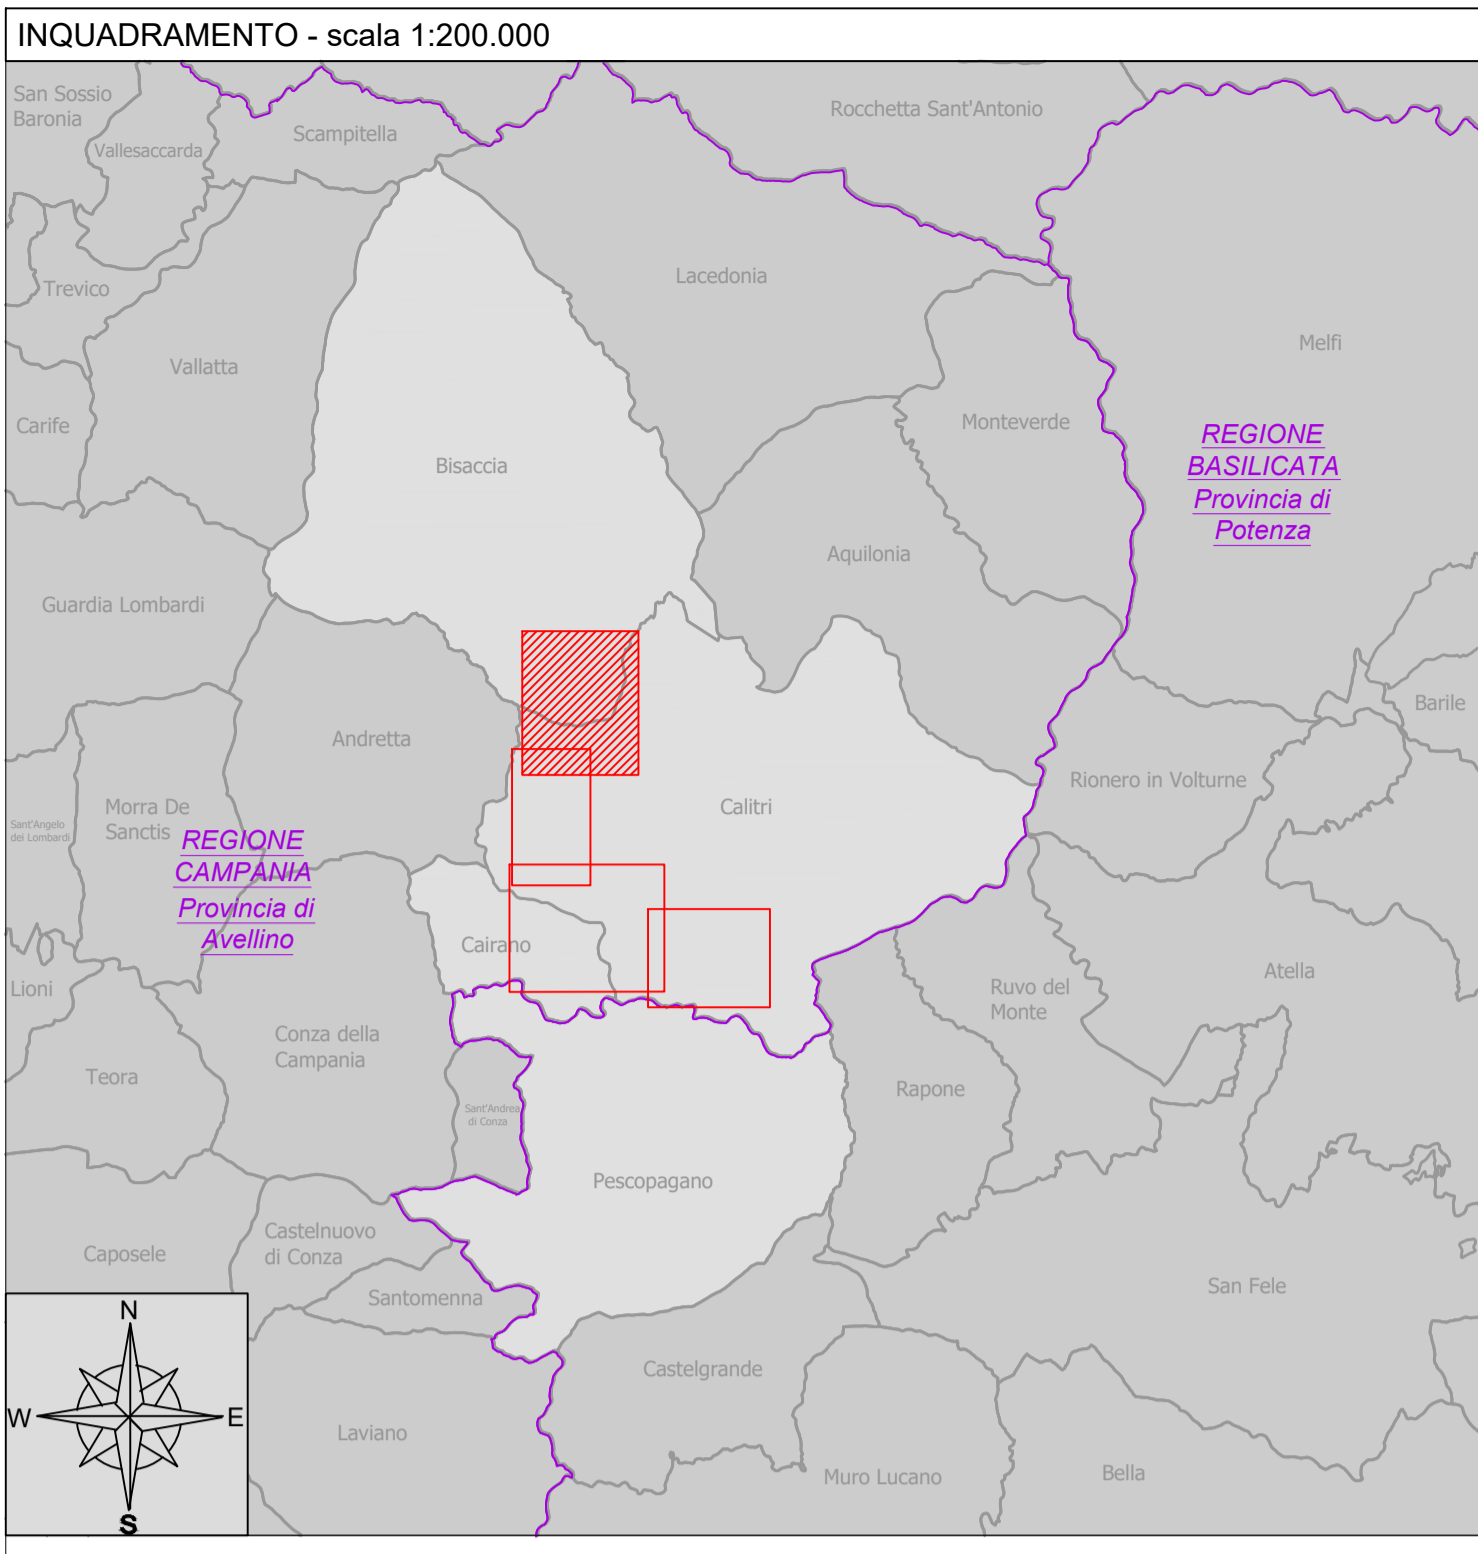 INQUADRAMENTO - scala 1:200.000
San Sossio
Baronia
Vallesaccarda
Scampitella
Rocchetta Sant'Antonio
Trevico
Lacedonia
Vallatta
Melfi
Carife
Monteverde
Bisaccia
REGIONE
BASILICATA
Provincia di
Potenza
Aquilonia
Guardia Lombardi
Andretta
Barile
Rionero in Volturne
Calitri
Morra De
Sanctis
Sant'Angelo
dei Lombardi
REGIONE
CAMPANIA
Provincia di
Avellino
Cairano
Lioni
Atella
Ruvo del
Monte
Conza della
Campania
Teora
Rapone
Sant'Andrea
di Conza
Pescopagano
Castelnuovo
di Conza
Caposele
Santomenna
San Fele
N
W
E
S
Castelgrande
Laviano
Muro Lucano
Bella